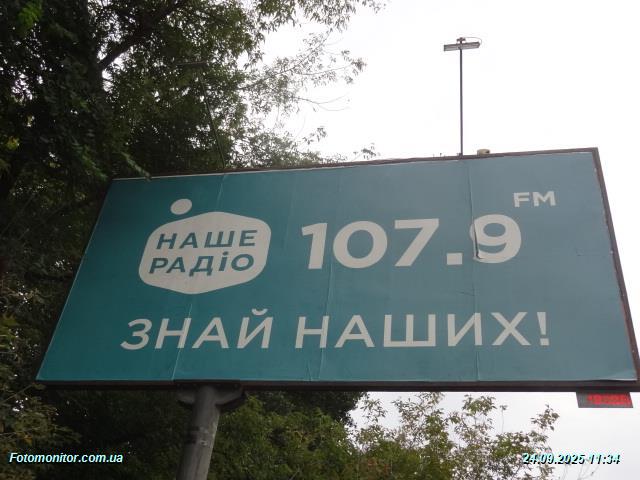 НАШЕ
РАДІО
107.9 FM
ЗНАЙ НАШИХ!
Fotomonitor.com.ua
24.09.2025 11:34